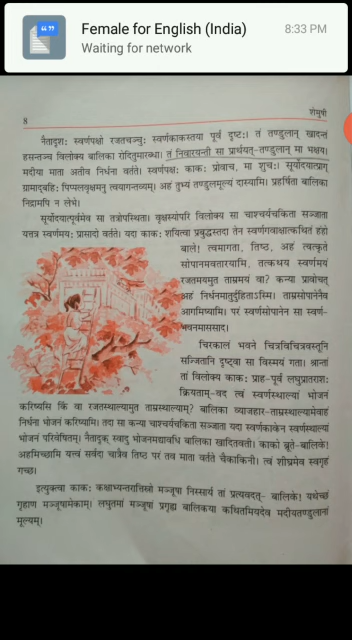 Female for English (India)
8:33 PM
Waiting for network
8
शेमुषी
नैतादृशः स्वर्णपक्षो रजतचञ्चुः स्वर्णकाकस्तया पूर्वं दृष्टः। तं तण्डुलान् खादन्तं
हसन्तञ्च विलोक्य बालिका रोदितुमारब्धा। तं निवारयन्ती सा प्रार्थयत्-तण्डुलान् मा भक्षय।
मदीया माता अतीव निर्धना वर्तते। स्वर्णपक्षः काकः प्रोवाच, मा शुचः। सूर्योदयात्प्राग्
ग्रामाद्बहिः पिप्पलवृक्षमनु त्वयागन्तव्यम्। अहं तुभ्यं तण्डुलमूल्यं दास्यामि। प्रहर्षिता बालिका
निद्रामपि न लेभे।
सूर्योदयात्पूर्वमेव सा तत्रोपस्थिता। वृक्षस्योपरि विलोक्य सा चाश्चर्यचकिता सञ्जाता
यत्तत्र स्वर्णमयः प्रासादो वर्तते। यदा काकः शयित्वा प्रबुद्धस्तदा तेन स्वर्णगवाक्षात्कथितं हंहो
बाले! त्वमागता, तिष्ठ, अहं त्वत्कृते
सोपानमवतारयामि, तत्कथय स्वर्णमयं
रजतमयमुत ताम्रमयं वा? कन्या प्रावोचत्
अहं निर्धनमातुर्दुहिताऽस्मि। ताम्रसोपानेनैव
आगमिष्यामि। परं स्वर्णसोपानेन सा स्वर्ण-
भवनमाससाद।
चिरकालं भवने चित्रविचित्रवस्तूनि
सज्जितानि दृष्ट्वा सा विस्मयं गता। श्रान्तां
तां विलोक्य काकः प्राह-पूर्वं लघुप्रातराशः
क्रियताम्-वद त्वं स्वर्णस्थाल्यां भोजनं
करिष्यसि किं वा रजतस्थाल्यामुत ताम्रस्थाल्याम्? बालिका व्याजहार-ताम्रस्थाल्यामेवाहं
निर्धना भोजनं करिष्यामि। तदा सा कन्या चाश्चर्यचकिता सञ्जाता यदा स्वर्णकाकेन स्वर्णस्थाल्यां
भोजनं परिवेषितम्। नैतादृक् स्वादु भोजनमद्यावधि बालिका खादितवती। काको ब्रूते-बालिके!
अहमिच्छामि यत्त्वं सर्वदा चात्रैव तिष्ठ परं तव माता वर्तते चैकाकिनी। त्वं शीघ्रमेव स्वगृहं
गच्छ।
इत्युक्त्वा काकः कक्षाभ्यन्तरात्तिस्रो मञ्जूषा निस्सार्य तां प्रत्यवदत्- बालिके! यथेच्छं
गृहाण मञ्जूषामेकाम्। लघुतमां मञ्जूषां प्रगृह्य बालिकया कथितमियदेव मदीयतण्डुलानां
मूल्यम्।